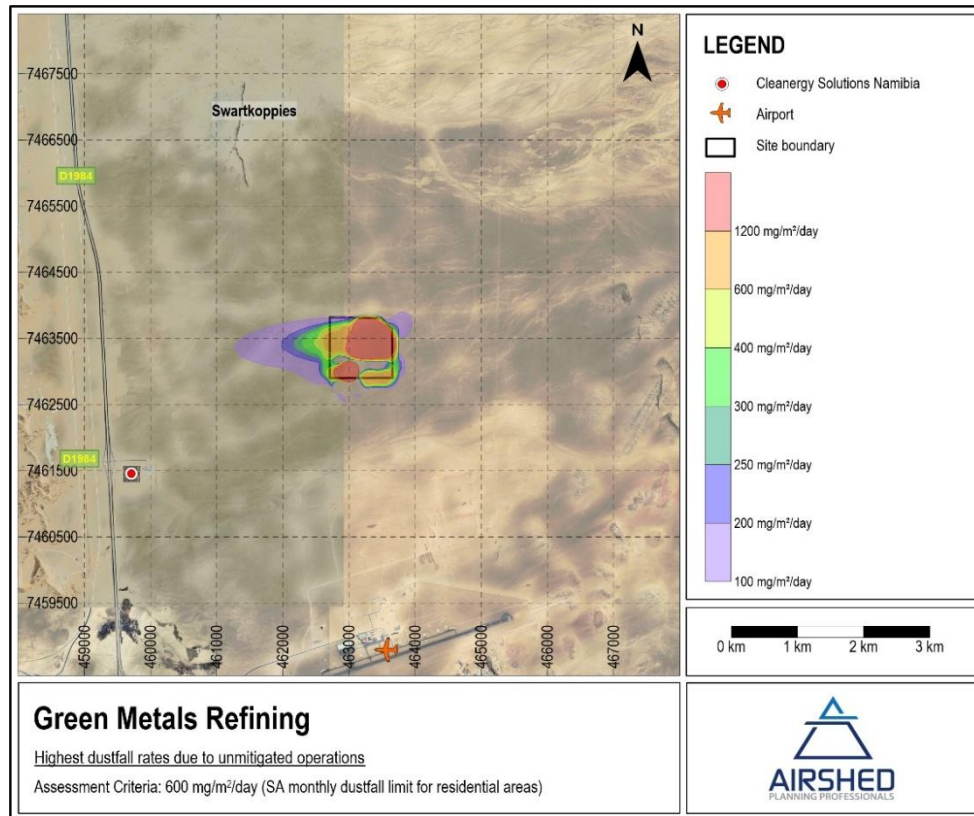 N
7467500
Swartkoppies
7466500
D1984
7465500
7464500
7463500
7462500
D1984
7461500
7460500
7459500
459000
460000
461000
462000
463000
464000
465000
466000
467000
LEGEND
Cleanergy Solutions Namibia
Airport
Site boundary
1200 mg/m²/day
600 mg/m²/day
400 mg/m²/day
300 mg/m²/day
250 mg/m²/day
200 mg/m²/day
100 mg/m²/day
0 km 1 km 2 km 3 km
Green Metals Refining
Highest dustfall rates due to unmitigated operations
Assessment Criteria: 600 mg/m²/day (SA monthly dustfall limit for residential areas)
AIRSHED
PLANNING PROFESSIONALS